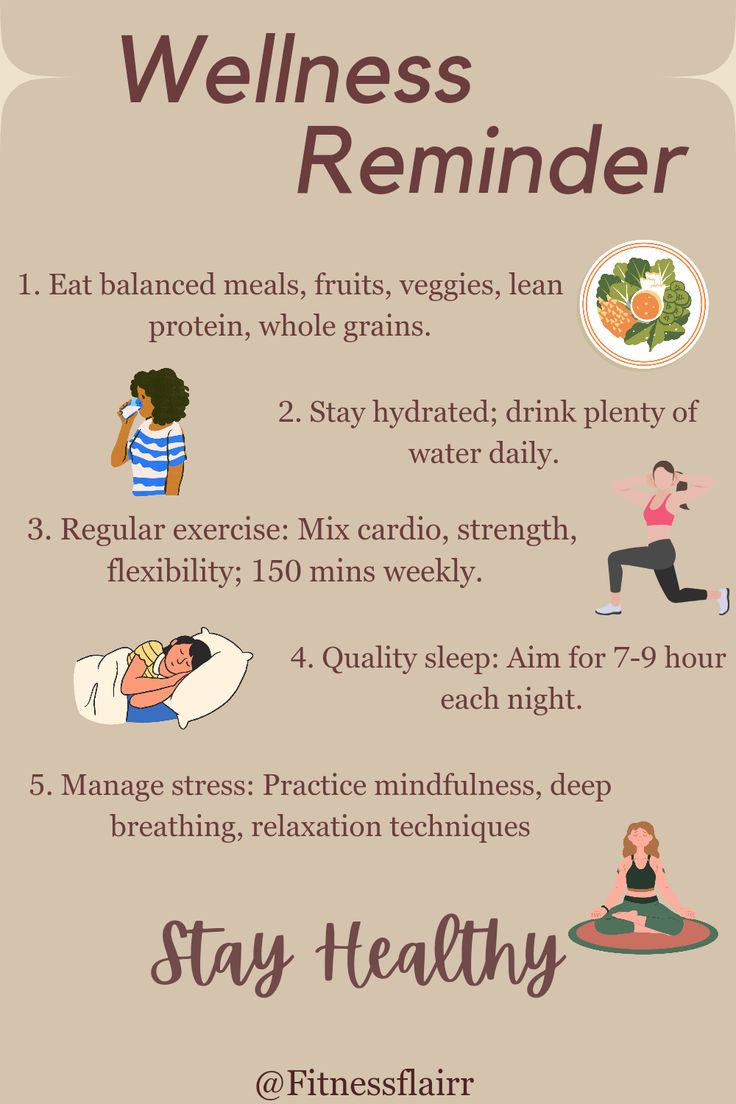 Wellness
Reminder
1. Eat balanced meals, fruits, veggies, lean
protein, whole grains.
2. Stay hydrated; drink plenty of
water daily.
3. Regular exercise: Mix cardio, strength,
flexibility; 150 mins weekly.
4. Quality sleep: Aim for 7-9 hour
each night.
5. Manage stress: Practice mindfulness, deep
breathing, relaxation techniques
Stay Healthy
@Fitnessflairr